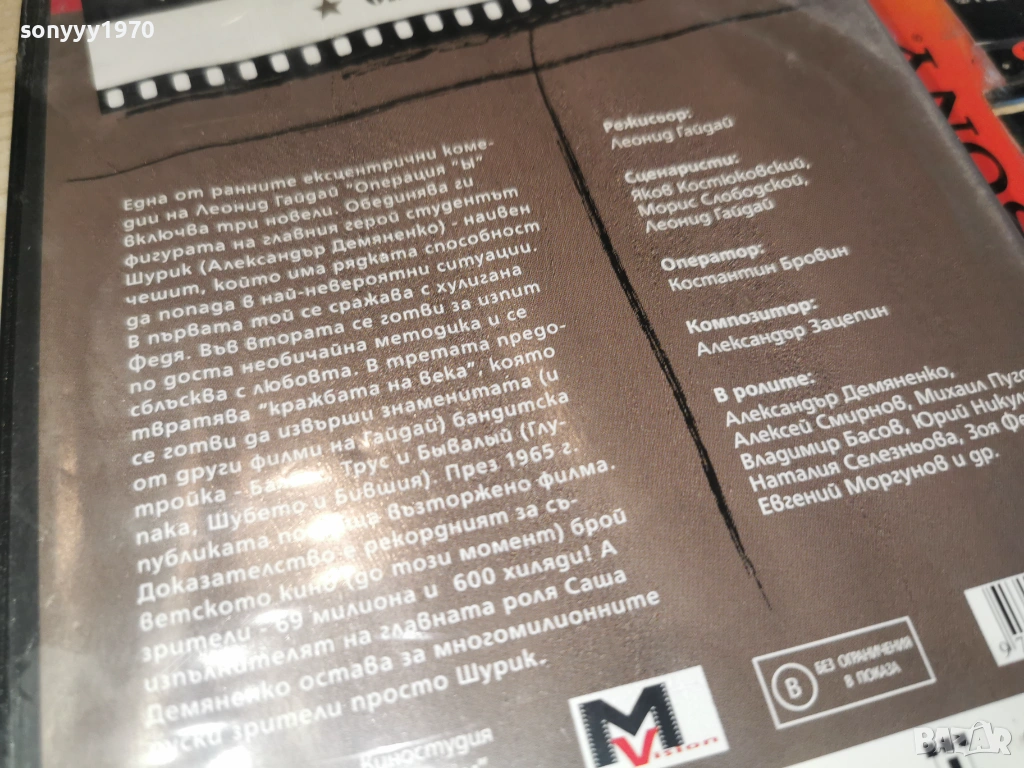 sonyyy1970
Една от ранните ексцентрични коме-
дии на Леонид Гайдай "Операция "Ы"
включва три новели. Обединява ги
фигурата на главния герой студентът
Шурик (Александър Демяненко) - наивен
чешит, който има рядката способност
да попада в най-невероятни ситуации.
В първата той се сражава с хулигана
Федя. Във втората се готви за изпит
по доста необичайна методика и се
сблъсква с любовта. В третата предо-
твратява "кражбата на века", която
се готви да извърши знаменитата (и
от други филми на Гайдай) бандитска
тройка - Трус и Бывалый (Глу-
пака, Шубето и Бившия). През 1965 г.
публиката възторжено филма.
Доказателство е рекордният за съ-
ветското кино (до този момент) брой
зрители - 69 милиона и 600 хиляди! А
изпълнителят на главната роля Саша
Демяненко остава за многомилионните
руски зрители просто Шурик.
Киностудия
Режисьор:
Леонид Гайдай
Сценаристи:
Яков Костюковский,
Морис Слободской,
Леонид Гайдай
Оператор:
Костантин Бровин
Композитор:
Александър Зацепин
В ролите:
Александър Демяненко,
Алексей Смирнов, Михаил
Владимир Басов, Юрий
Наталия Селезньова, Зоя
Евгений Моргунов и др.
M
Vision
В
БЕЗ ОГРАНИЧЕНИЯ
В ПОКАЗА
BAZAR